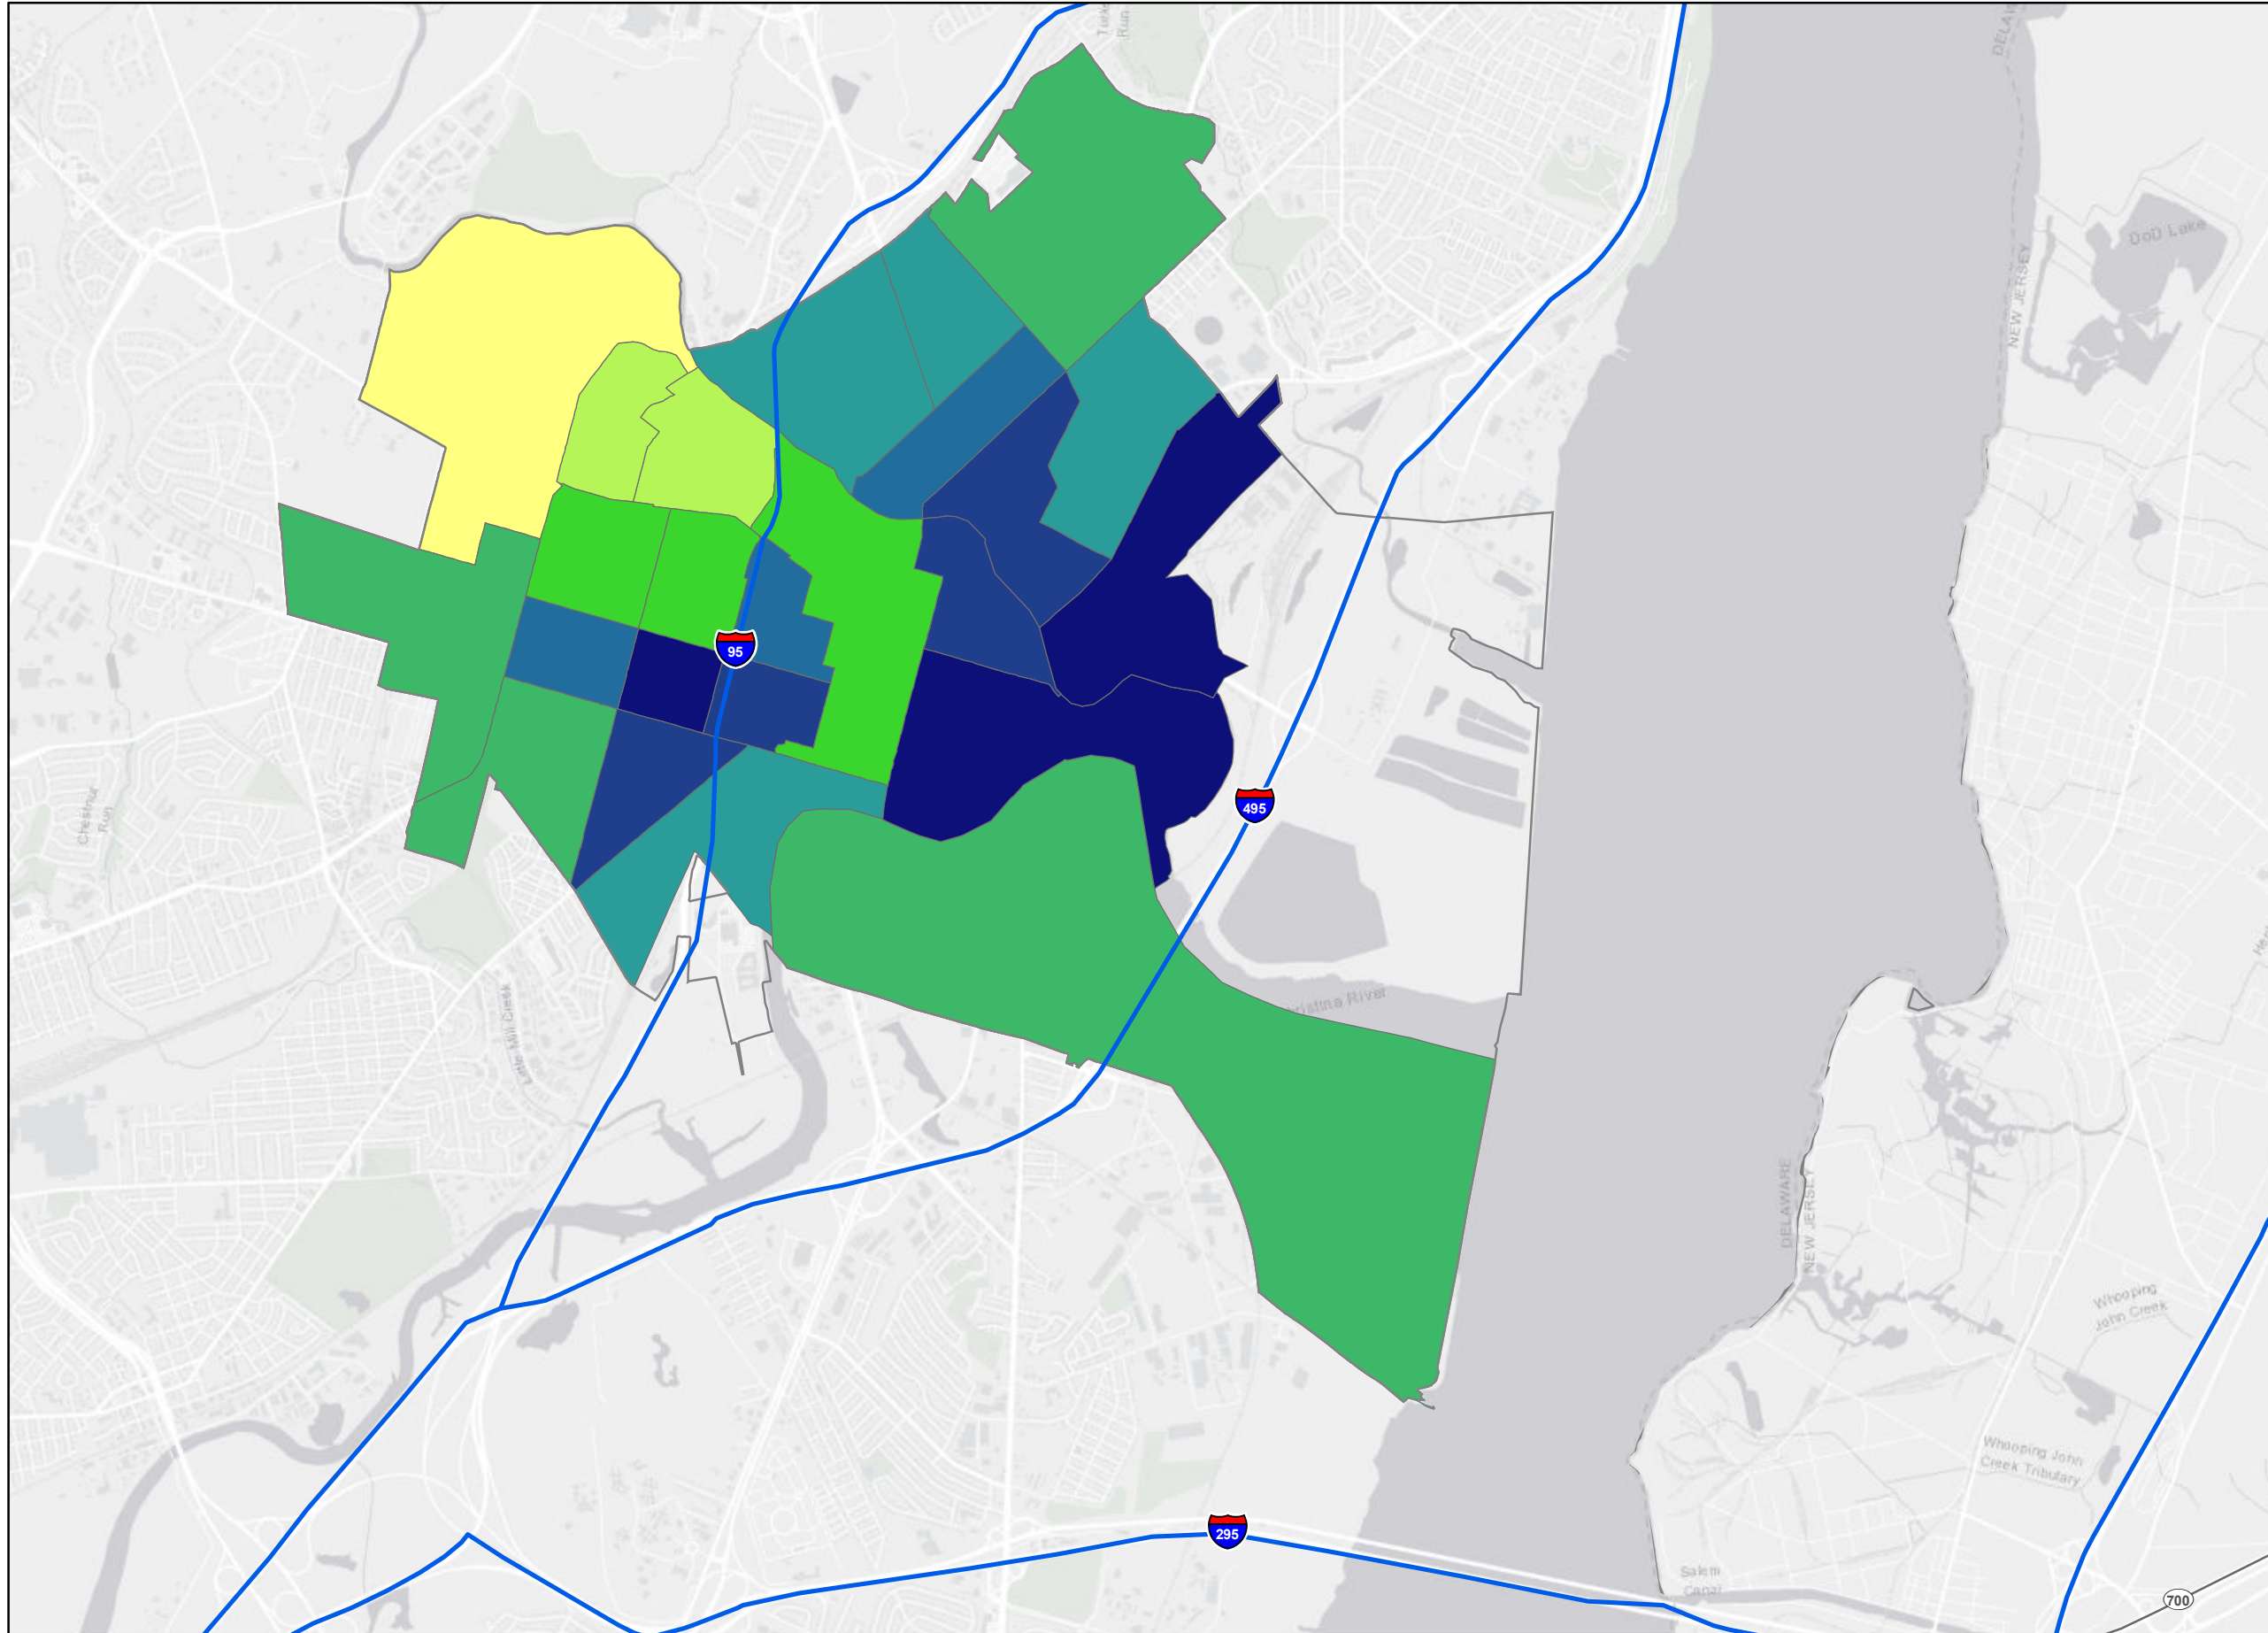 DoD Lake
NEW JERSEY
95
Chestnut
Run
495
Christina River
Little Mill Creek
DELAWARE
NEW JERSEY
Whooping
John Creek
Whooping John
Creek Tributary
295
Salem
Canal
700